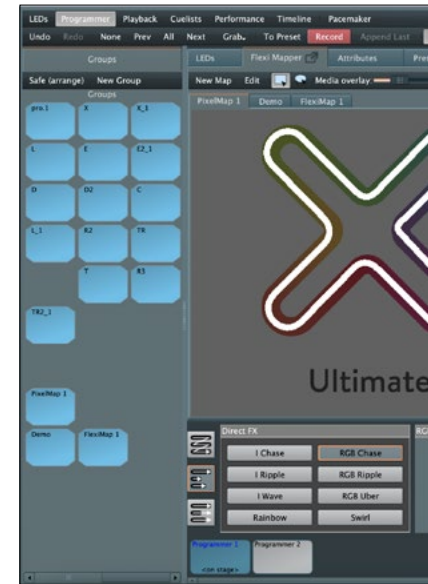 LEDs Programmer Playback Cuelists Performance Timeline Pacemaker
Undo Redo None Prev All Next Grab. To Preset Record Append Last
Groups
LEDs Flexi Mapper Attributes
Safe (arrange) New Group
New Map Edit Media overlay
Groups
PixelMap 1 Demo FlexiMap 1
pro.1 X X_1
L E E2_1
D D2 C
L_1 R2 TR
T R3
TR2_1
Ultimate
PixelMap 1
Demo FlexiMap 1
Direct FX
I Chase RGB Chase
I Ripple RGB Ripple
I Wave RGB Uber
Rainbow Swirl
Programmer 1 Programmer 2
<on stage>